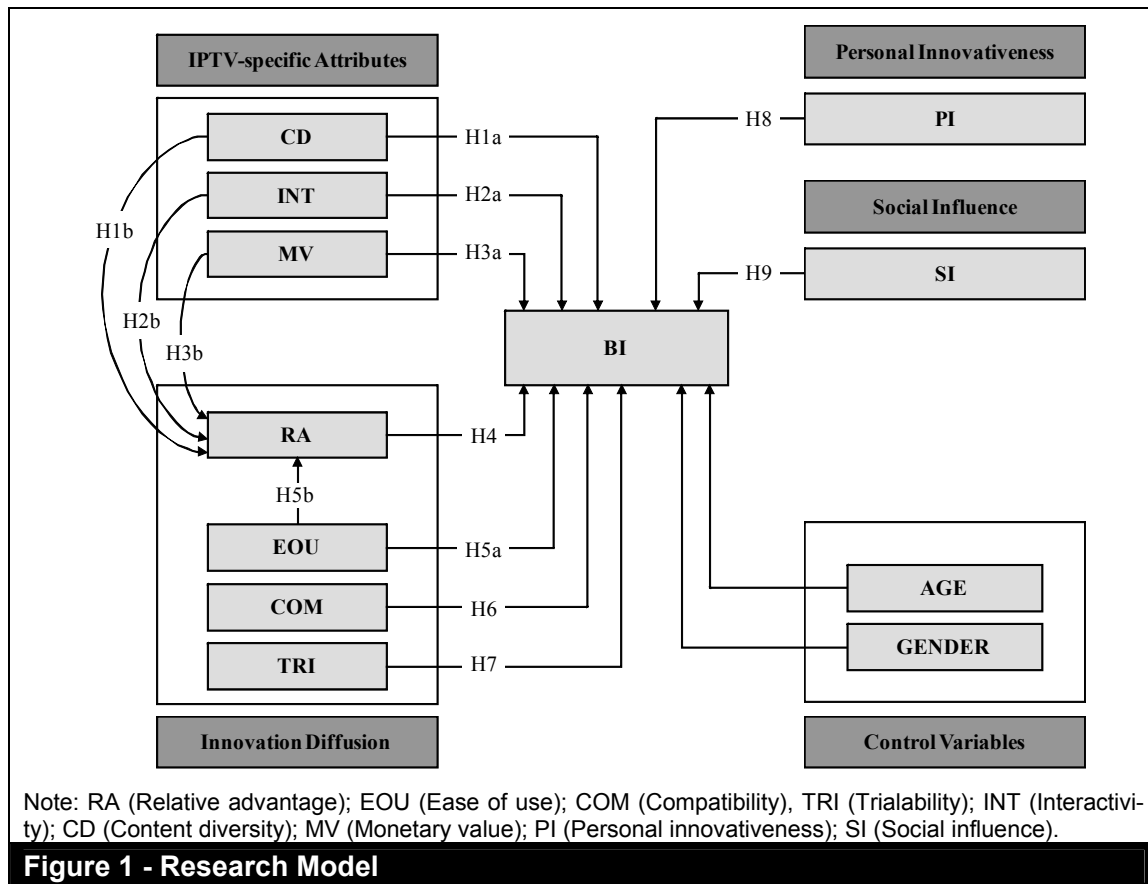 IPTV-specific Attributes
CD
INT
MV
H1a
H2a
H3a
H1b
H2b
H3b
Personal Innovativeness
PI
H8
Social Influence
SI
H9
BI
RA
H4
H5b
EOU
H5a
COM
H6
TRI
H7
Innovation Diffusion
AGE
GENDER
Control Variables
Note: RA (Relative advantage); EOU (Ease of use); COM (Compatibility), TRI (Trialability); INT (Interactivi-
ty); CD (Content diversity); MV (Monetary value); PI (Personal innovativeness); SI (Social influence).
Figure 1 - Research Model